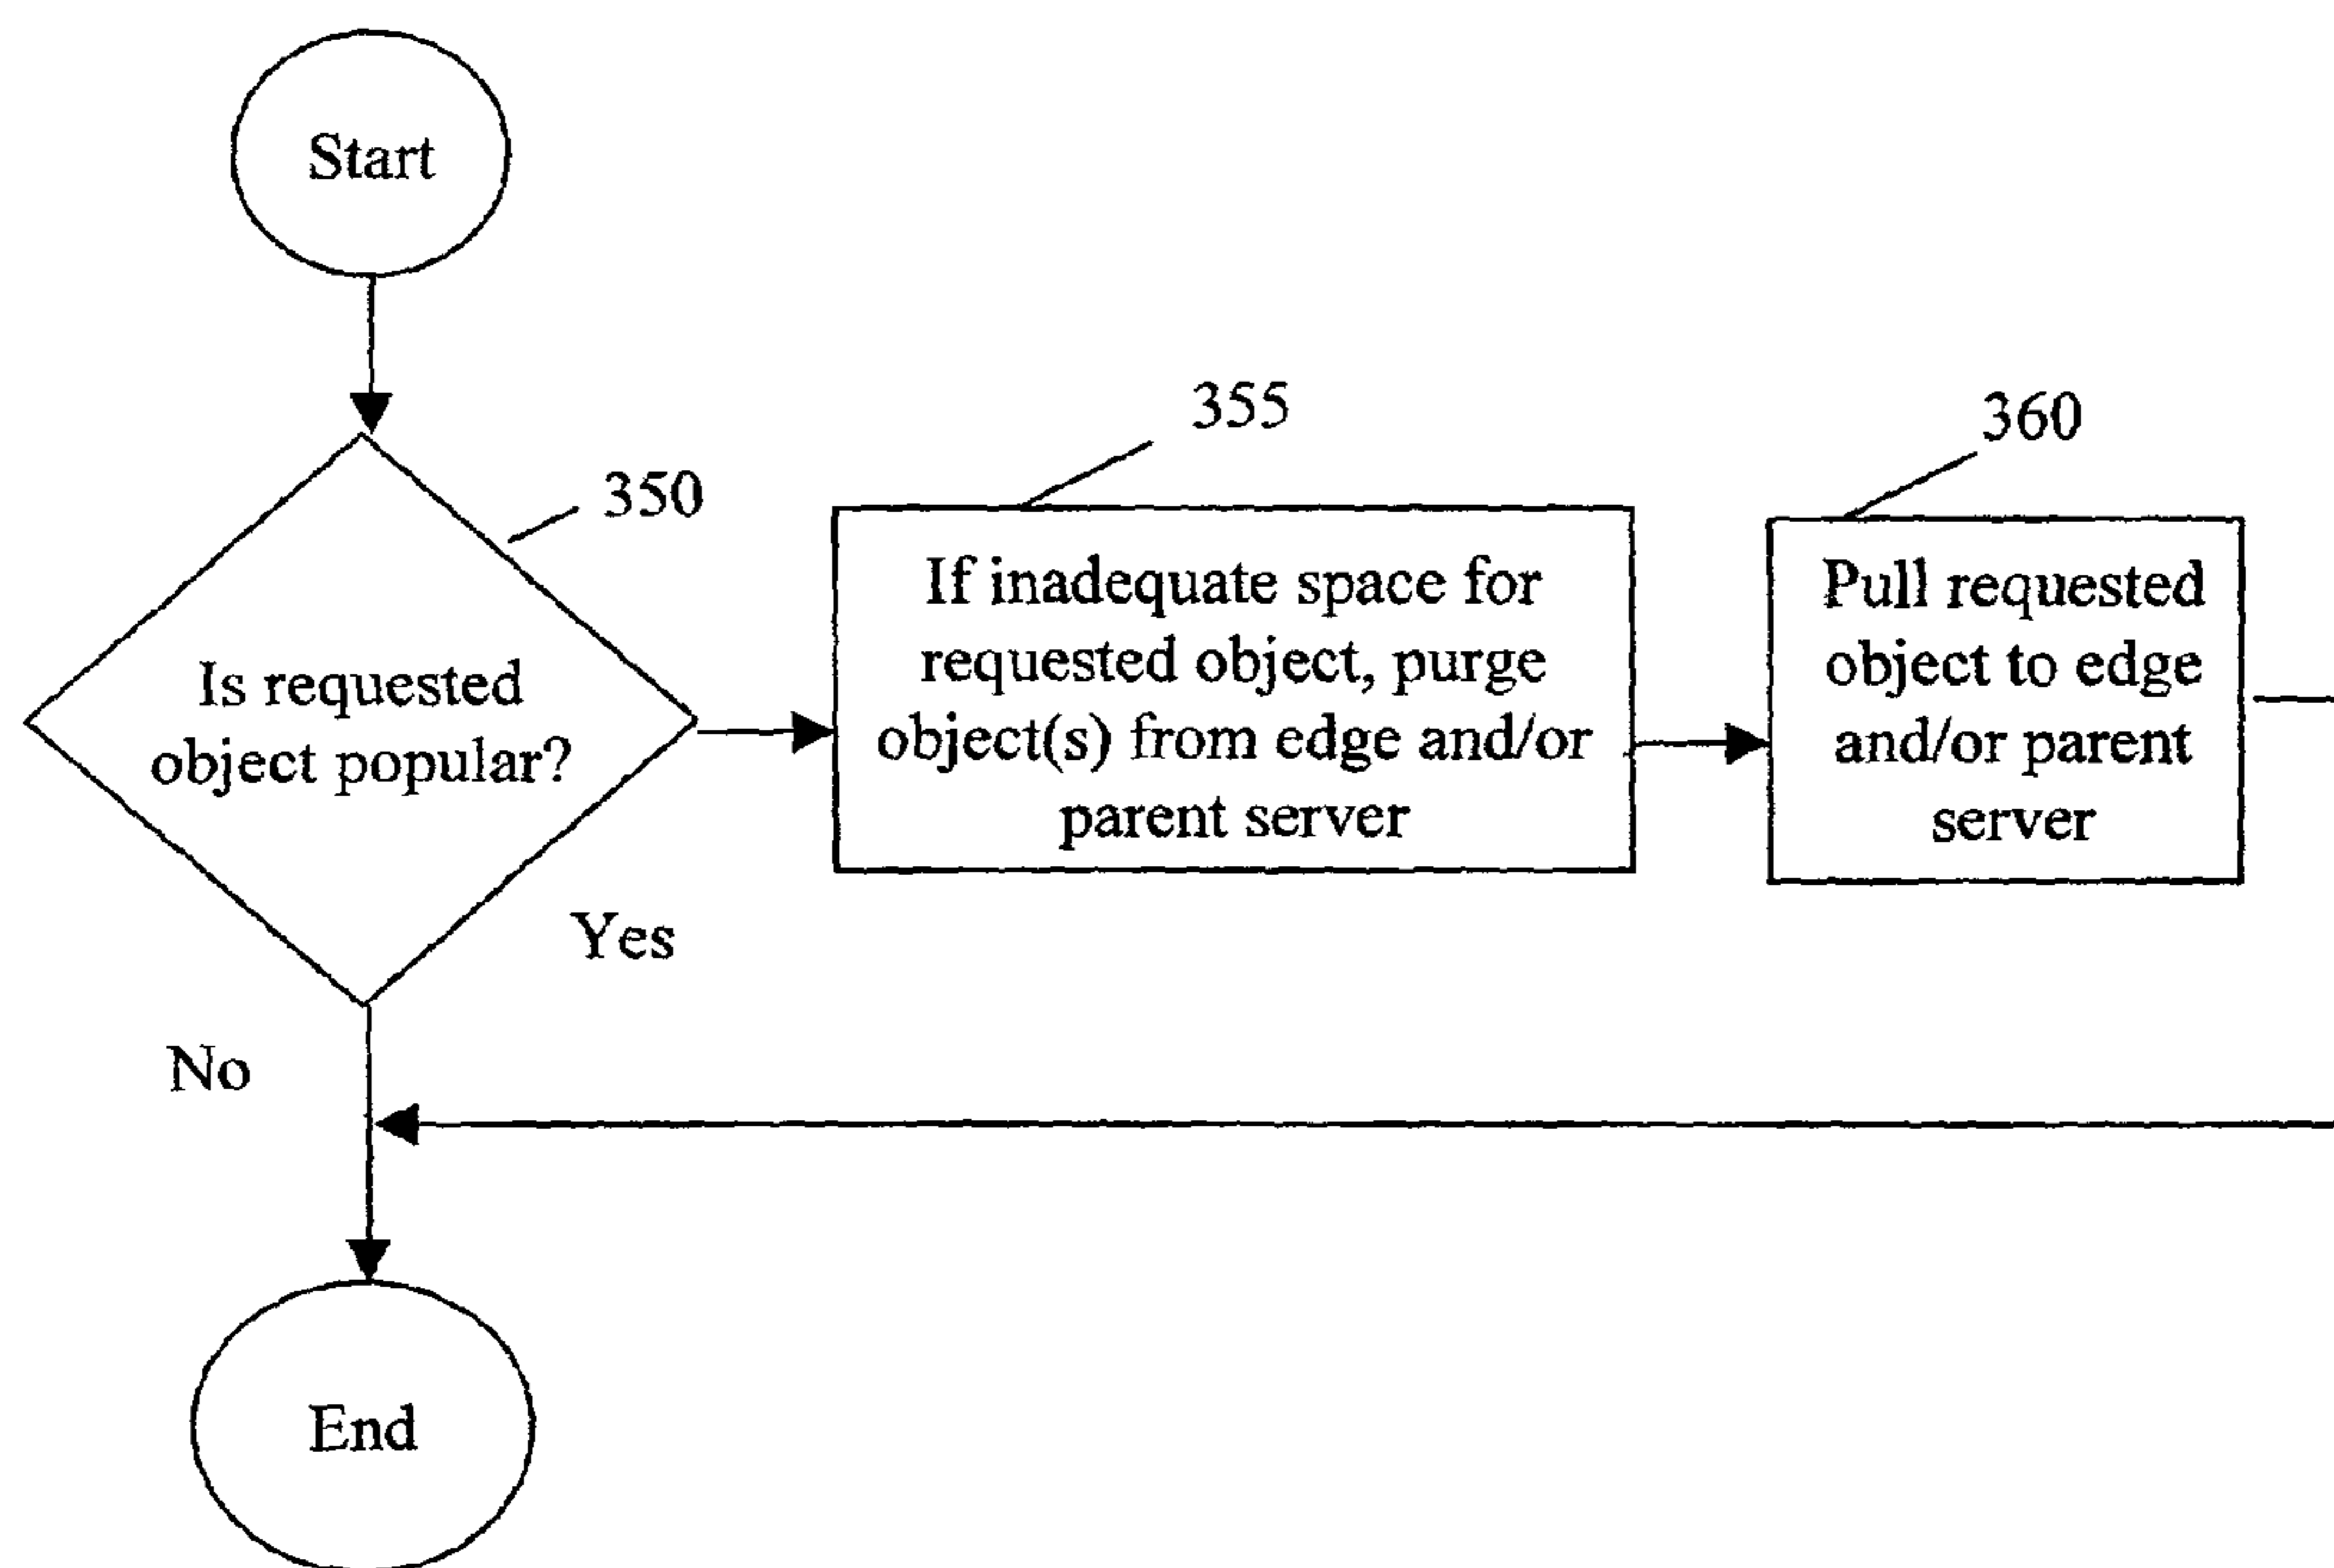 Start
350
Is requested
object popular?
355
If inadequate space for
requested object, purge
object(s) from edge and/or
parent server
360
Pull requested
object to edge
and/or parent
server
Yes
No
End